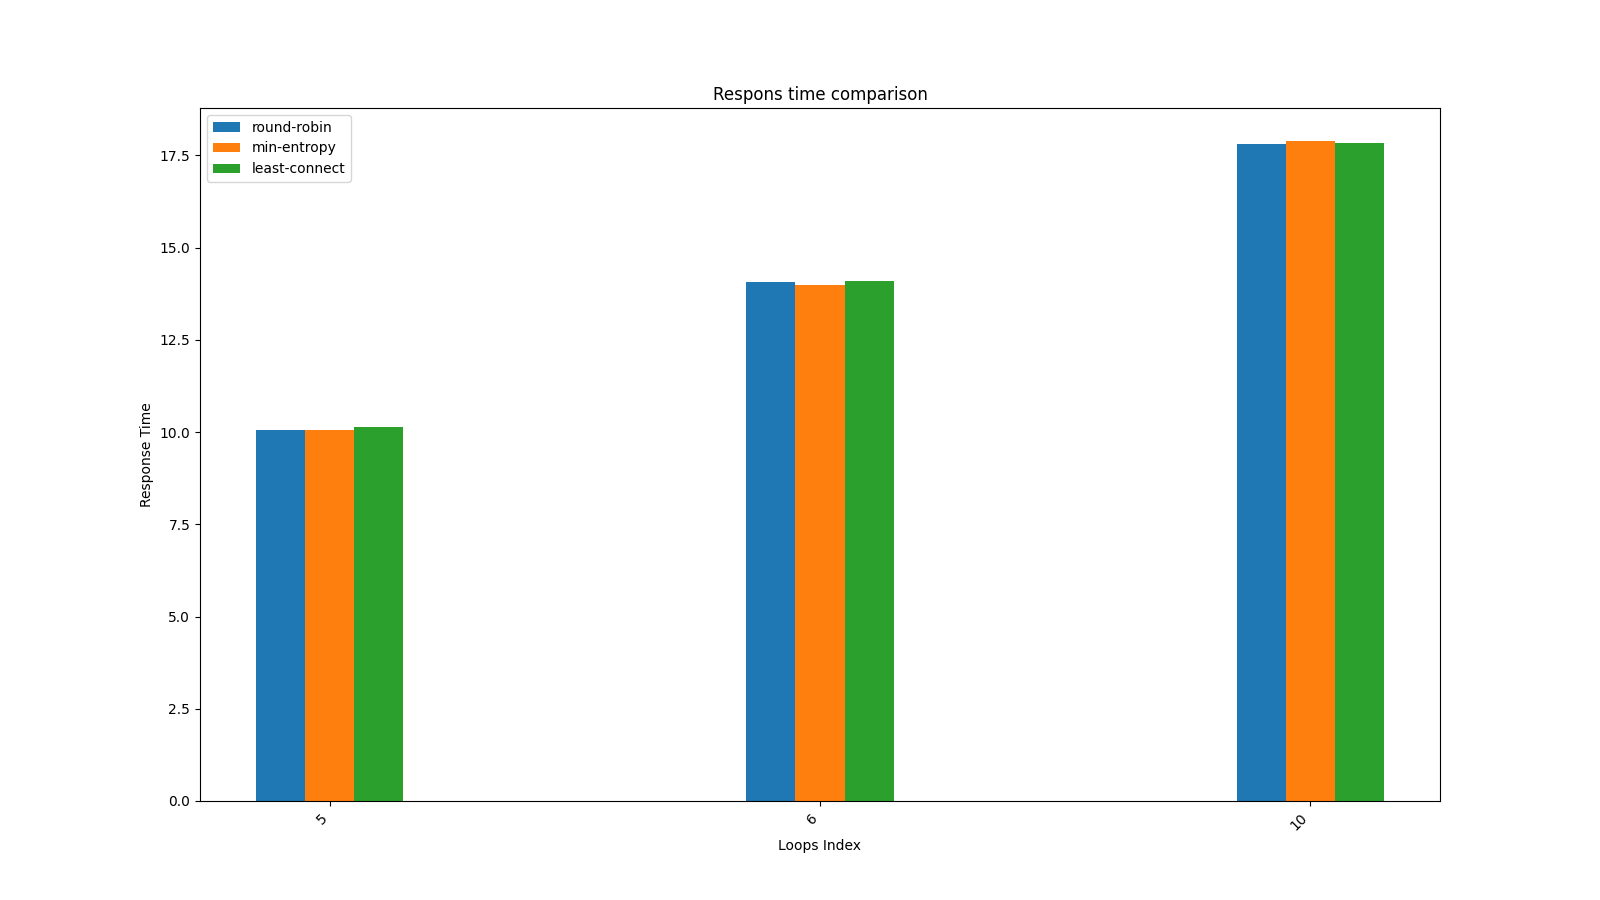 Respons time comparison
round-robin
min-entropy
least-connect
17.5
15.0
12.5
10.0
7.5
5.0
2.5
0.0
Response Time
5
6
10
Loops Index